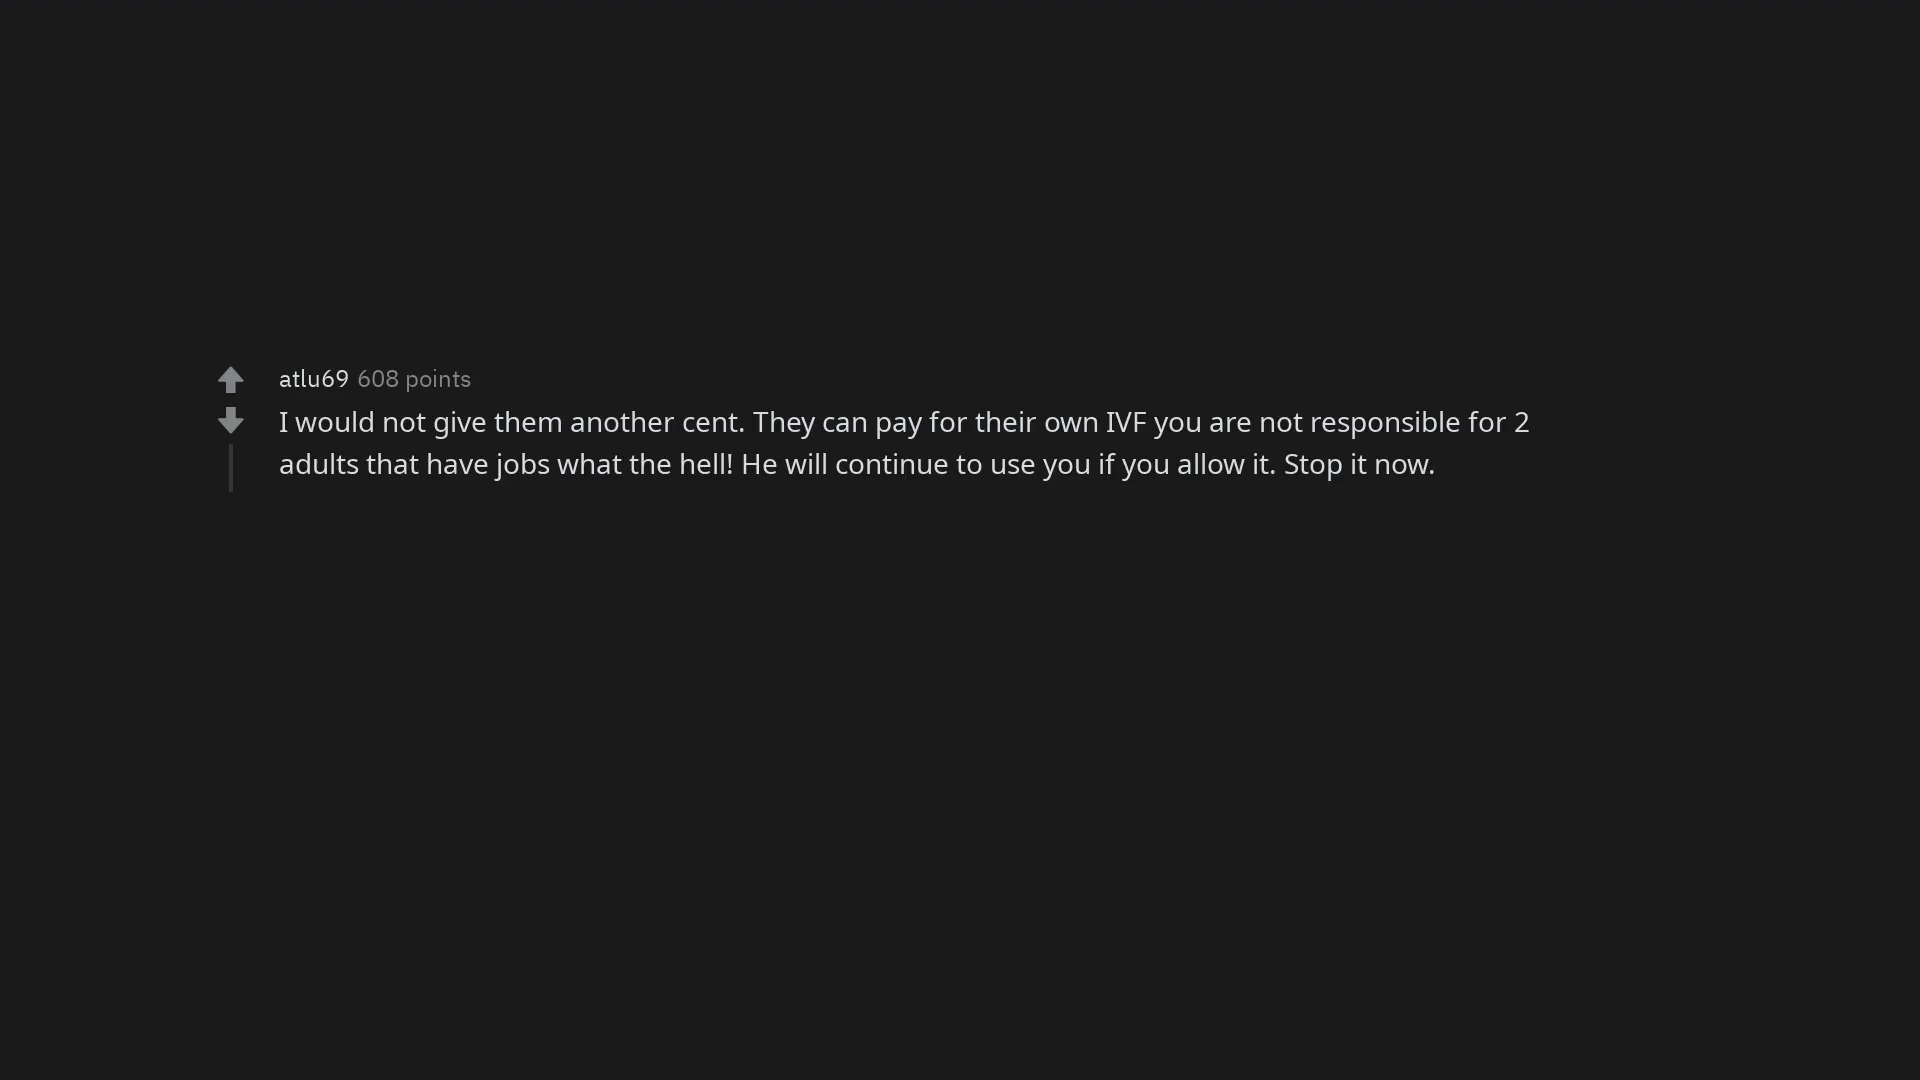 atlu69 608 points
I would not give them another cent. They can pay for their own IVF you are not responsible for 2
adults that have jobs what the hell! He will continue to use you if you allow it. Stop it now.